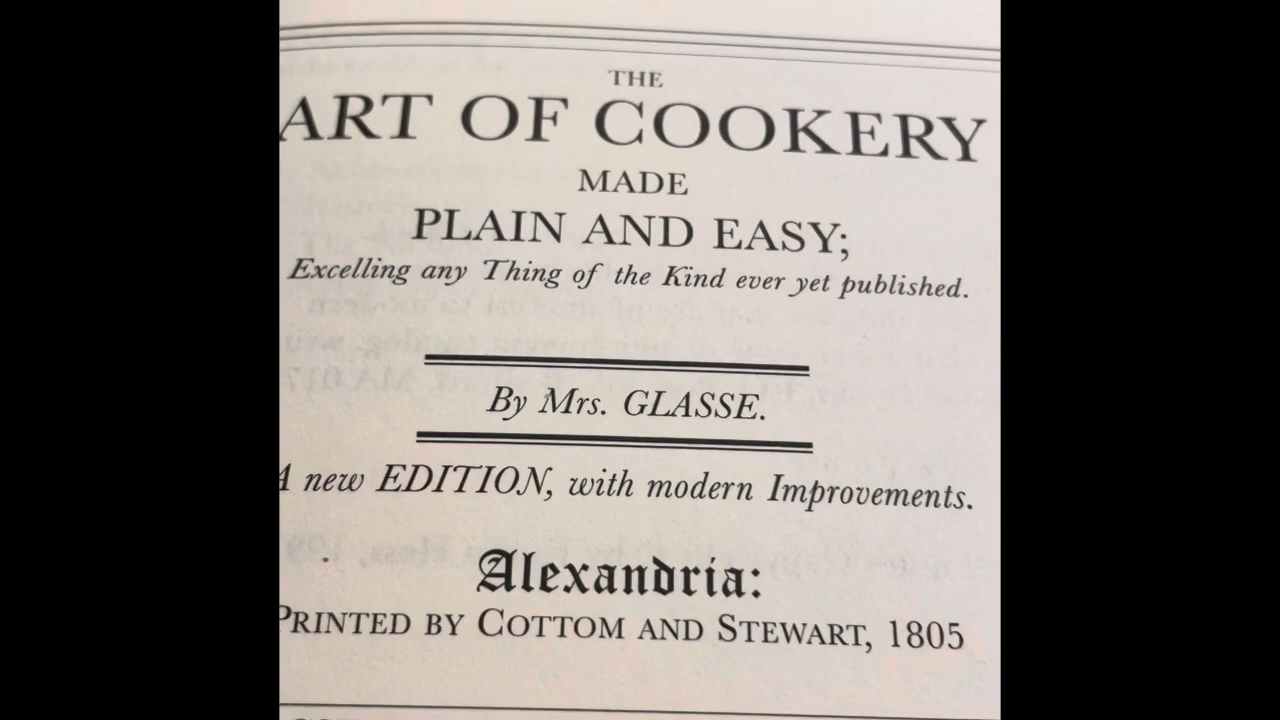 THE
ART OF COOKERY
MADE
PLAIN AND EASY;
Excelling any Thing of the Kind ever yet published.
By Mrs. GLASSE.
A new EDITION, with modern Improvements.
Alexandria:
PRINTED BY COTTOM AND STEWART, 1805